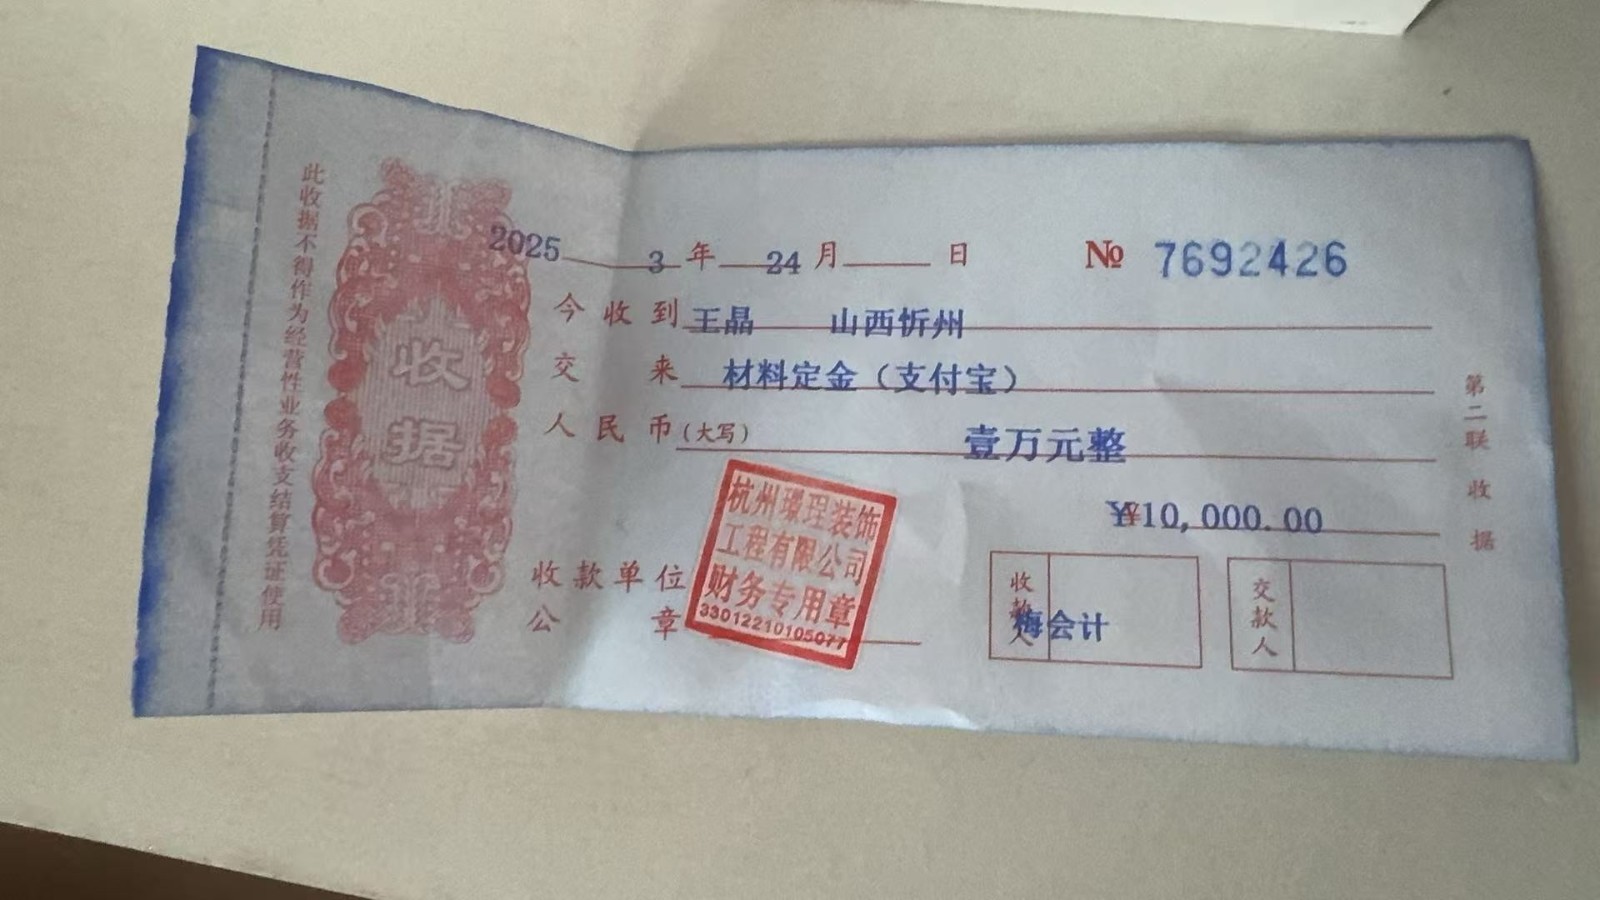 此收据不得作为经营性业务收支结算凭证使用
收据
2025 3 年 24 月 日 № 7692426
今收到 王晶 山西忻州
交来 材料定金（支付宝）
人民币(大写) 壹万元整
¥10,000.00
收款单位
公章
杭州璟珵装饰
工程有限公司
财务专用章
33012210105077
收款人 梅会计
交款人
第二联 收据